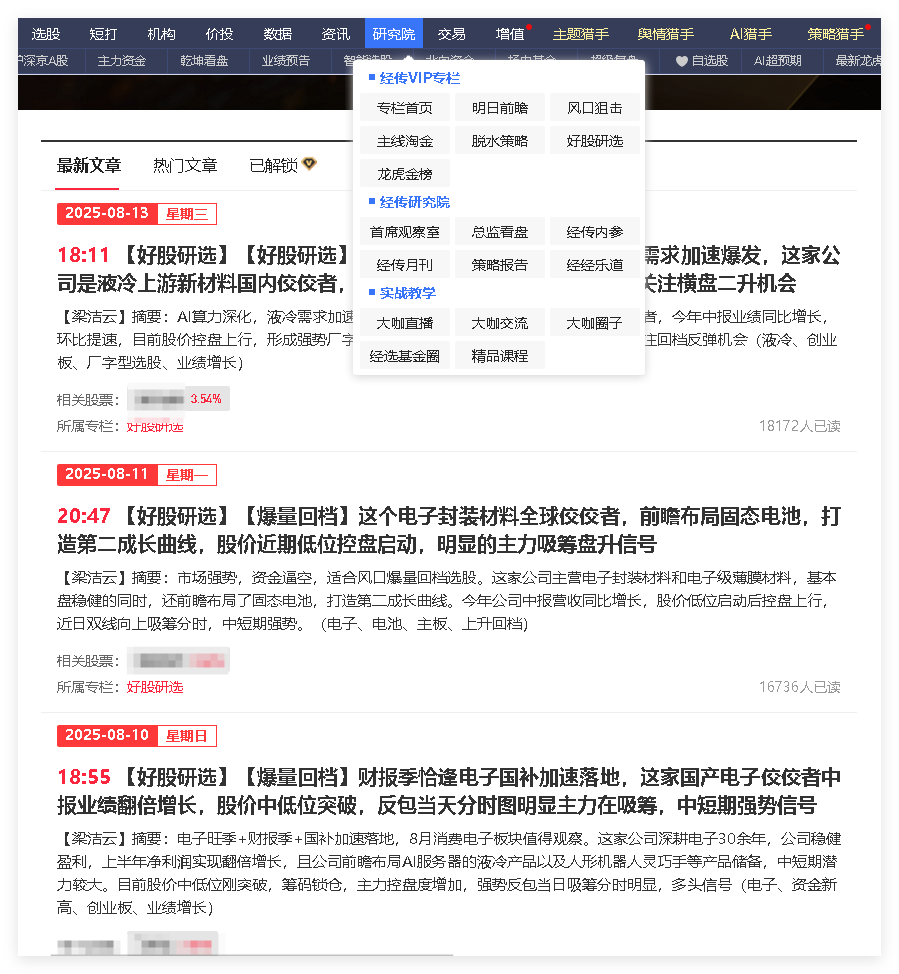 选股 短打 机构 价投 数据 资讯 研究院 交易 增值 主题猎手 舆情猎手 AI猎手 策略猎手
沪深京A股 主力资金 乾坤看盘 业绩预告 自选股 AI超预期 最新龙虎
经传VIP专栏
专栏首页 明日前瞻 风口狙击
主线淘金 脱水策略 好股研选
龙虎金榜
经传研究院
首席观察室 总监看盘 经传内参
经传月刊 策略报告 经经乐道
实战教学
大咖直播 大咖交流 大咖圈子
经选基金圈 精品课程
最新文章 热门文章 已解锁
2025-08-13 星期三
18:11 【好股研选】【好股研选】 需求加速爆发，这家公
司是液冷上游新材料国内佼佼者， 关注横盘二升机会
【梁洁云】摘要：AI算力深化，液冷需求加速 者，今年中报业绩同比增长，
环比提速，目前股价控盘上行，形成强势厂字 注回档反弹机会（液冷、创业
板、厂字型选股、业绩增长）
相关股票： 3.54%
所属专栏：好股研选 18172人已读
2025-08-11 星期一
20:47 【好股研选】【爆量回档】这个电子封装材料全球佼佼者，前瞻布局固态电池，打
造第二成长曲线，股价近期低位控盘启动，明显的主力吸筹盘升信号
【梁洁云】摘要：市场强势，资金逼空，适合风口爆量回档选股。这家公司主营电子封装材料和电子级薄膜材料，基本
盘稳健的同时，还前瞻布局了固态电池，打造第二成长曲线。今年公司中报营收同比增长，股价低位启动后控盘上行，
近日双线向上吸筹分时，中短期强势。（电子、电池、主板、上升回档）
相关股票：
所属专栏：好股研选 16736人已读
2025-08-10 星期日
18:55 【好股研选】【爆量回档】财报季恰逢电子国补加速落地，这家国产电子佼佼者中
报业绩翻倍增长，股价中低位突破，反包当天分时图明显主力在吸筹，中短期强势信号
【梁洁云】摘要：电子旺季+财报季+国补加速落地，8月消费电子板块值得观察。这家公司深耕电子30余年，公司稳健
盈利，上半年净利润实现翻倍增长，且公司前瞻布局AI服务器的液冷产品以及人形机器人灵巧手等产品储备，中短期潜
力较大。目前股价中低位刚突破，筹码锁仓，主力控盘度增加，强势反包当日吸筹分时明显，多头信号（电子、资金新
高、创业板、业绩增长）